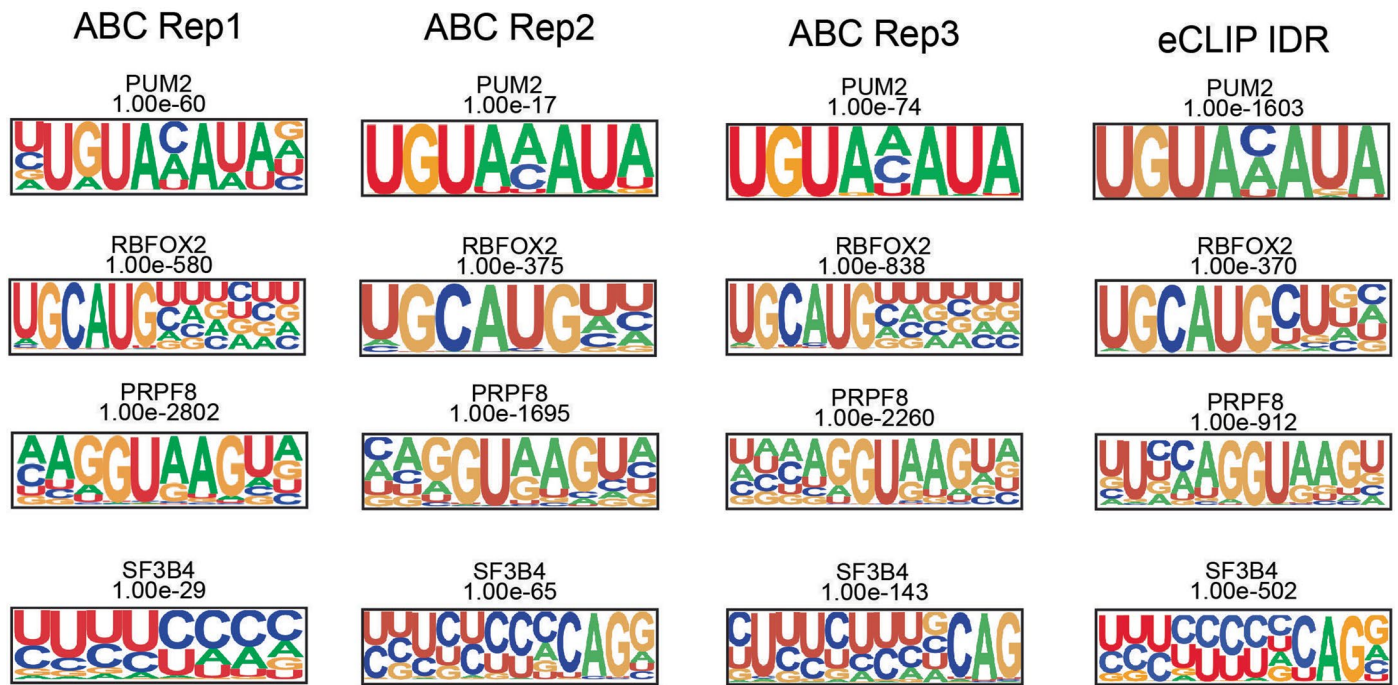 ABC Rep1 ABC Rep2 ABC Rep3 eCLIP IDR
PUM2 PUM2 PUM2 PUM2
1.00e-60 1.00e-17 1.00e-74 1.00e-1603
RBFOX2 RBFOX2 RBFOX2 RBFOX2
1.00e-580 1.00e-375 1.00e-838 1.00e-370
PRPF8 PRPF8 PRPF8 PRPF8
1.00e-2802 1.00e-1695 1.00e-2260 1.00e-912
SF3B4 SF3B4 SF3B4 SF3B4
1.00e-29 1.00e-65 1.00e-143 1.00e-502